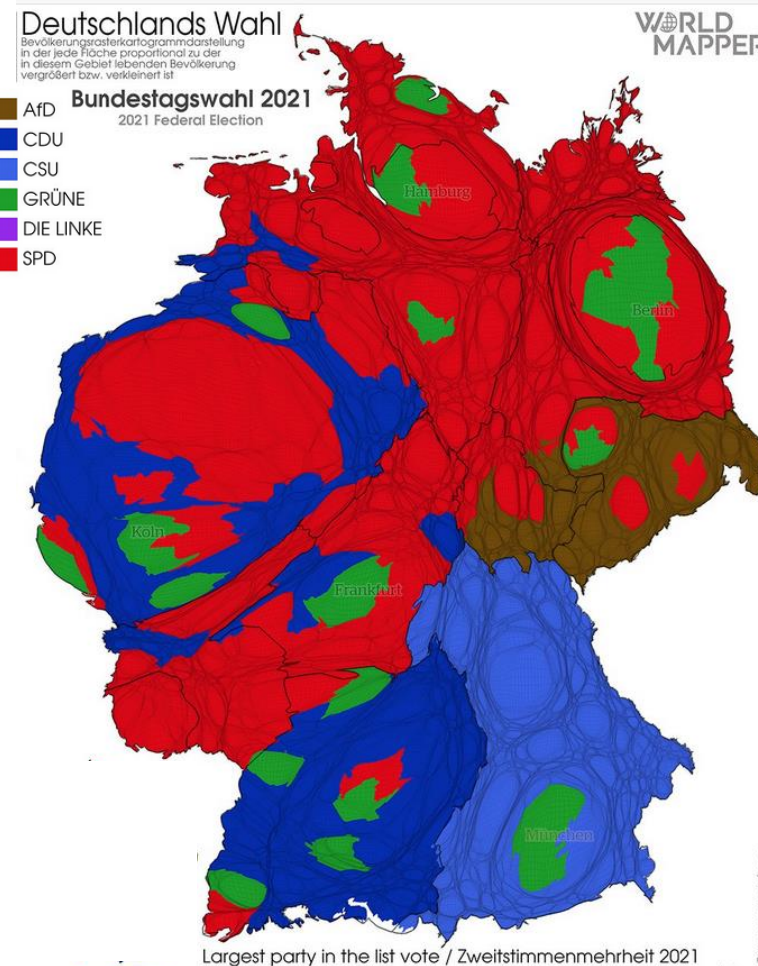 Deutschlands Wahl
Bevölkerungsrasterkartogrammdarstellung
in der jede Fläche proportional zu der
in diesem Gebiet lebenden Bevölkerung
vergrößert bzw. verkleinert ist
WORLD
MAPPER
Bundestagswahl 2021
2021 Federal Election
AfD
CDU
CSU
GRÜNE
DIE LINKE
SPD
Hamburg
Berlin
Köln
Frankfurt
München
Largest party in the list vote / Zweitstimmenmehrheit 2021